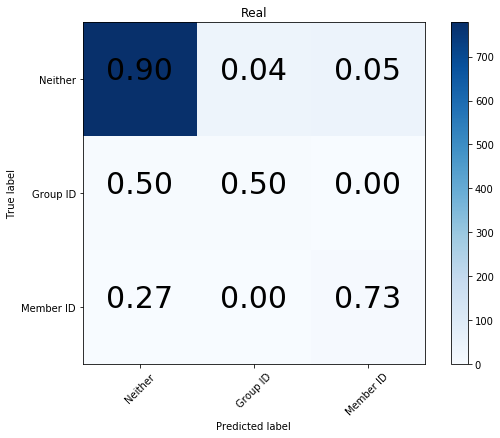 Real
Neither 0.90 0.04 0.05
Group ID 0.50 0.50 0.00
Member ID 0.27 0.00 0.73
Neither Group ID Member ID
True label
Predicted label
700
600
500
400
300
200
100
0